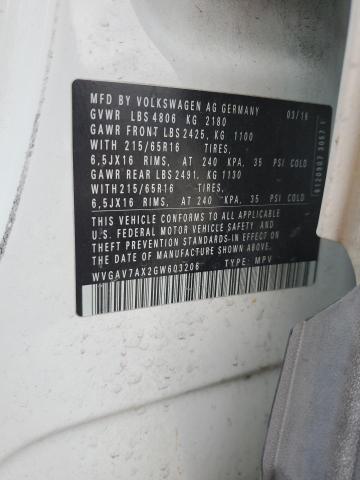 MFD BY VOLKSWAGEN AG GERMANY 03/16
GVWR LBS 4806 KG 2180
GAWR FRONT LBS 2425, KG 1100
WITH 215/65R16 TIRES,
6,5JX16 RIMS, AT 240 KPA, 35 PSI COLD
GAWR REAR LBS 2491, KG 1130
WITH 215/65R16 TIRES,
6,5JX16 RIMS, AT 240 KPA, 35 PSI COLD
THIS VEHICLE CONFORMS TO ALL APPLICABLE
U.S. FEDERAL MOTOR VEHICLE SAFETY STANDARDS
IN EFFECT ON THE DATE OF MANUFACTURE
SHOWN ABOVE.
WVGAV7AX2GW603206 TYPE: MPV